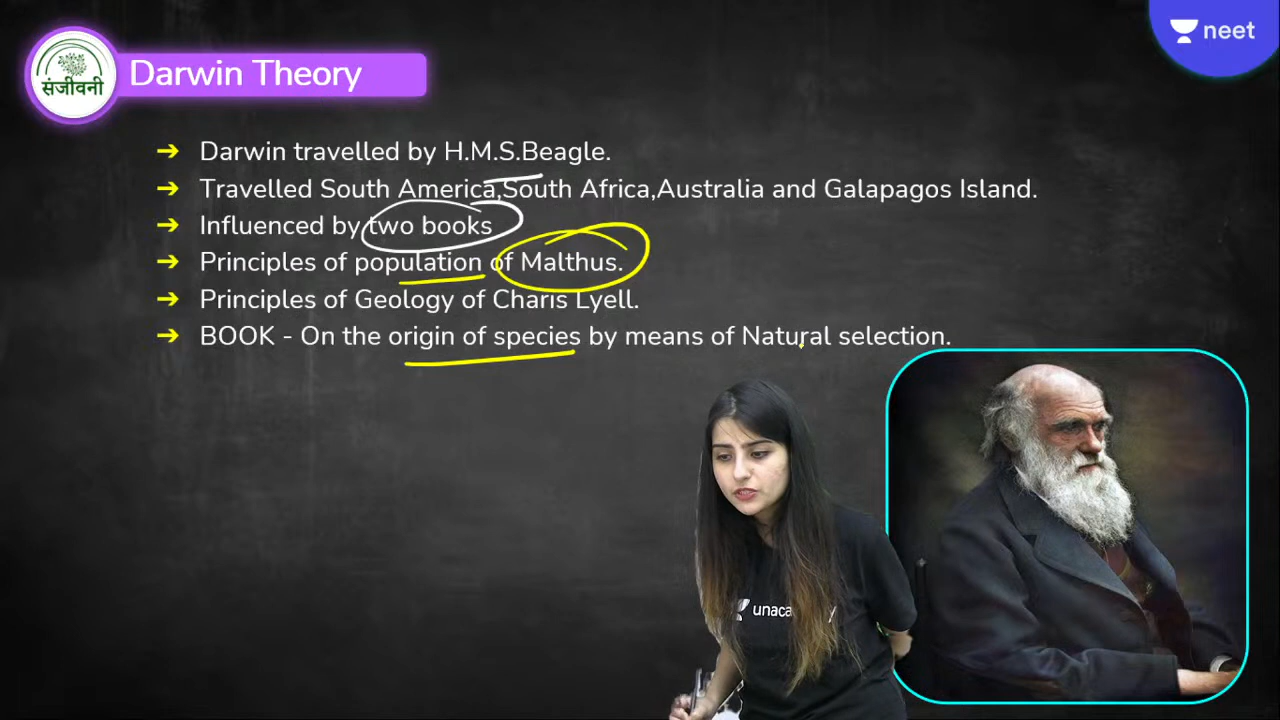 neet
संजीवनी
Darwin Theory
➔ Darwin travelled by H.M.S.Beagle.
➔ Travelled South America,South Africa,Australia and Galapagos Island.
➔ Influenced by two books
➔ Principles of population of Malthus.
➔ Principles of Geology of Charis Lyell.
➔ BOOK - On the origin of species by means of Natural selection.